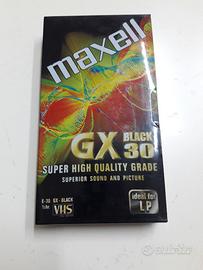 maxell
GX BLACK
30
SUPER HIGH QUALITY GRADE
SUPERIOR SOUND AND PICTURE
E-30 GX-BLACK
VHS
ideal for
LP
subito